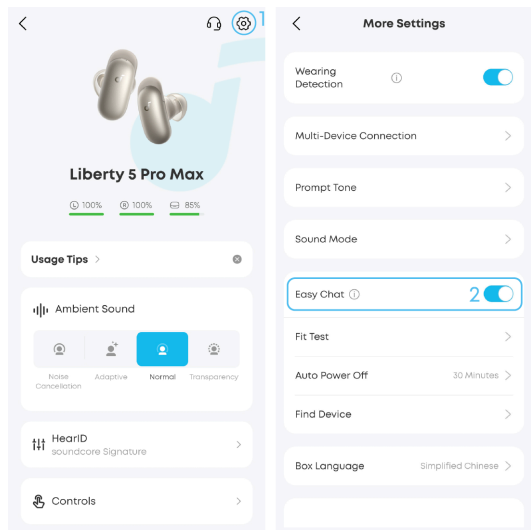 1
Liberty 5 Pro Max
L 100% R 100% 85%
Usage Tips
Ambient Sound
Noise Cancellation
Adaptive
Normal
Transparency
HearID
soundcore Signature
Controls
More Settings
Wearing
Detection
Multi-Device Connection
Prompt Tone
Sound Mode
Easy Chat 2
Fit Test
Auto Power Off 30 Minutes
Find Device
Box Language Simplified Chinese